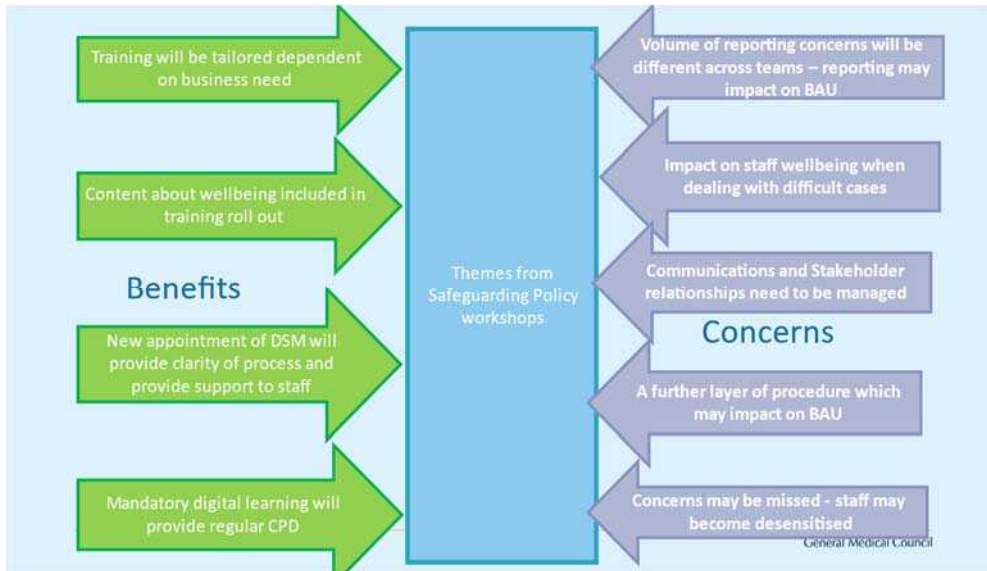 Training will be tailored dependent
on business need
Content about wellbeing included in
training roll out
Benefits
New appointment of DSM will
provide clarity of process and
provide support to staff
Mandatory digital learning will
provide regular CPD
Themes from
Safeguarding Policy
workshops
Volume of reporting concerns will be
different across teams – reporting may
impact on BAU
Impact on staff wellbeing when
dealing with difficult cases
Communications and Stakeholder
relationships need to be managed
Concerns
A further layer of procedure which
may impact on BAU
Concerns may be missed - staff may
become desensitised
General Medical Council